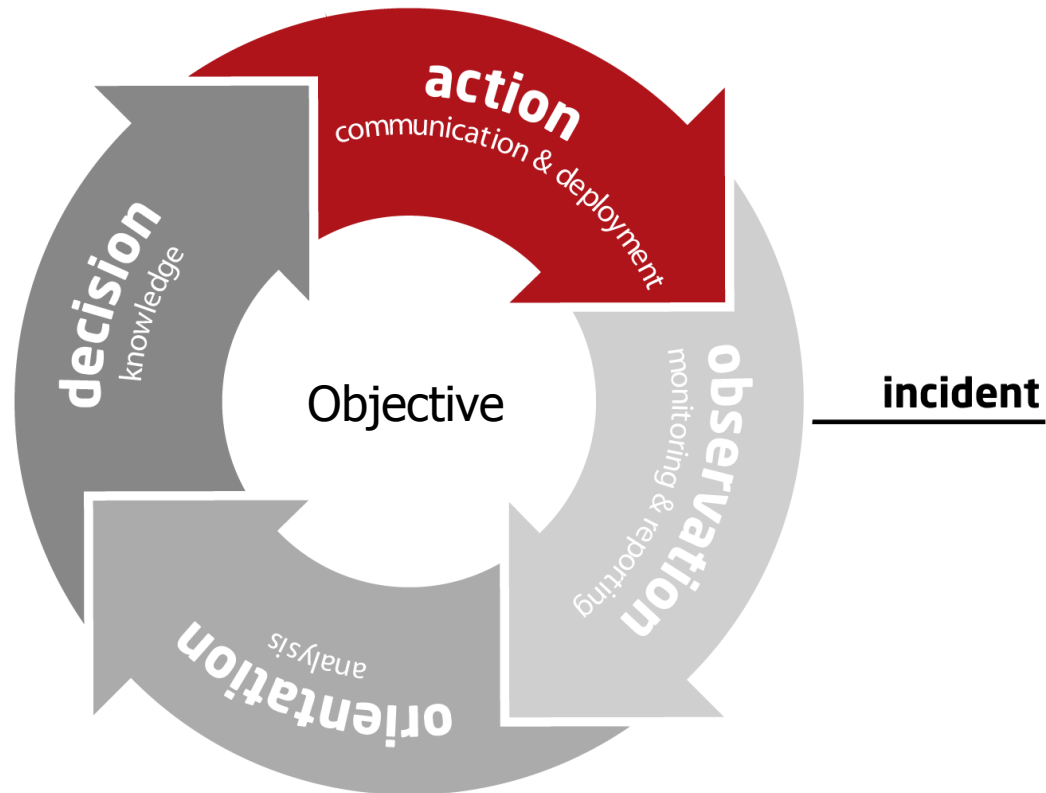 action
communication & deployment
observation
monitoring & reporting
incident
orientation
analysis
decision
knowledge
Objective